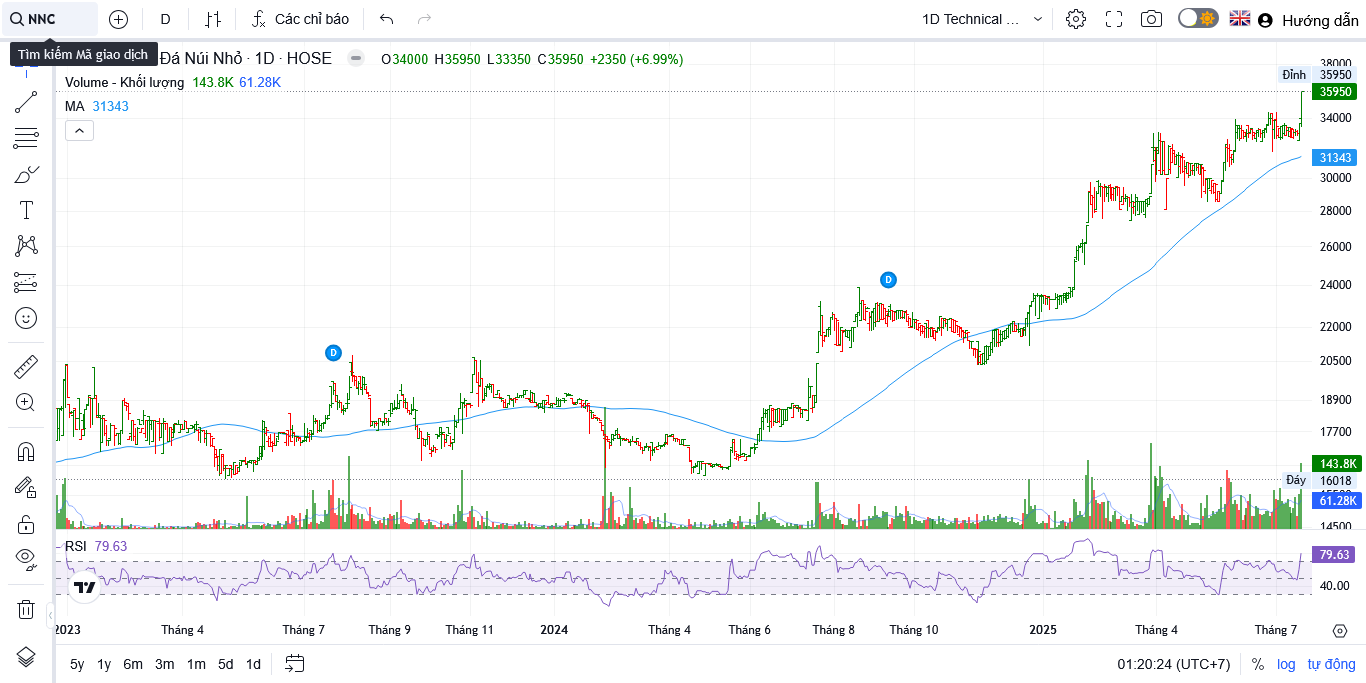 NNC D Các chỉ báo 1D Technical ... Hướng dẫn
Tìm kiếm Mã giao dịch
Đá Núi Nhỏ · 1D · HOSE O34000 H35950 L33350 C35950 +2350 (+6.99%)
Volume - Khối lượng 143.8K 61.28K
MA 31343
38000
Đỉnh 35950
35950
34000
31343
30000
28000
26000
24000
22000
20500
18900
17700
143.8K
Đáy 16018
61.28K
14500
D
D
RSI 79.63
79.63
40.00
2023 Tháng 4 Tháng 7 Tháng 9 Tháng 11 2024 Tháng 4 Tháng 6 Tháng 8 Tháng 10 2025 Tháng 4 Tháng 7
5y 1y 6m 3m 1m 5d 1d 01:20:24 (UTC+7) % log tự động